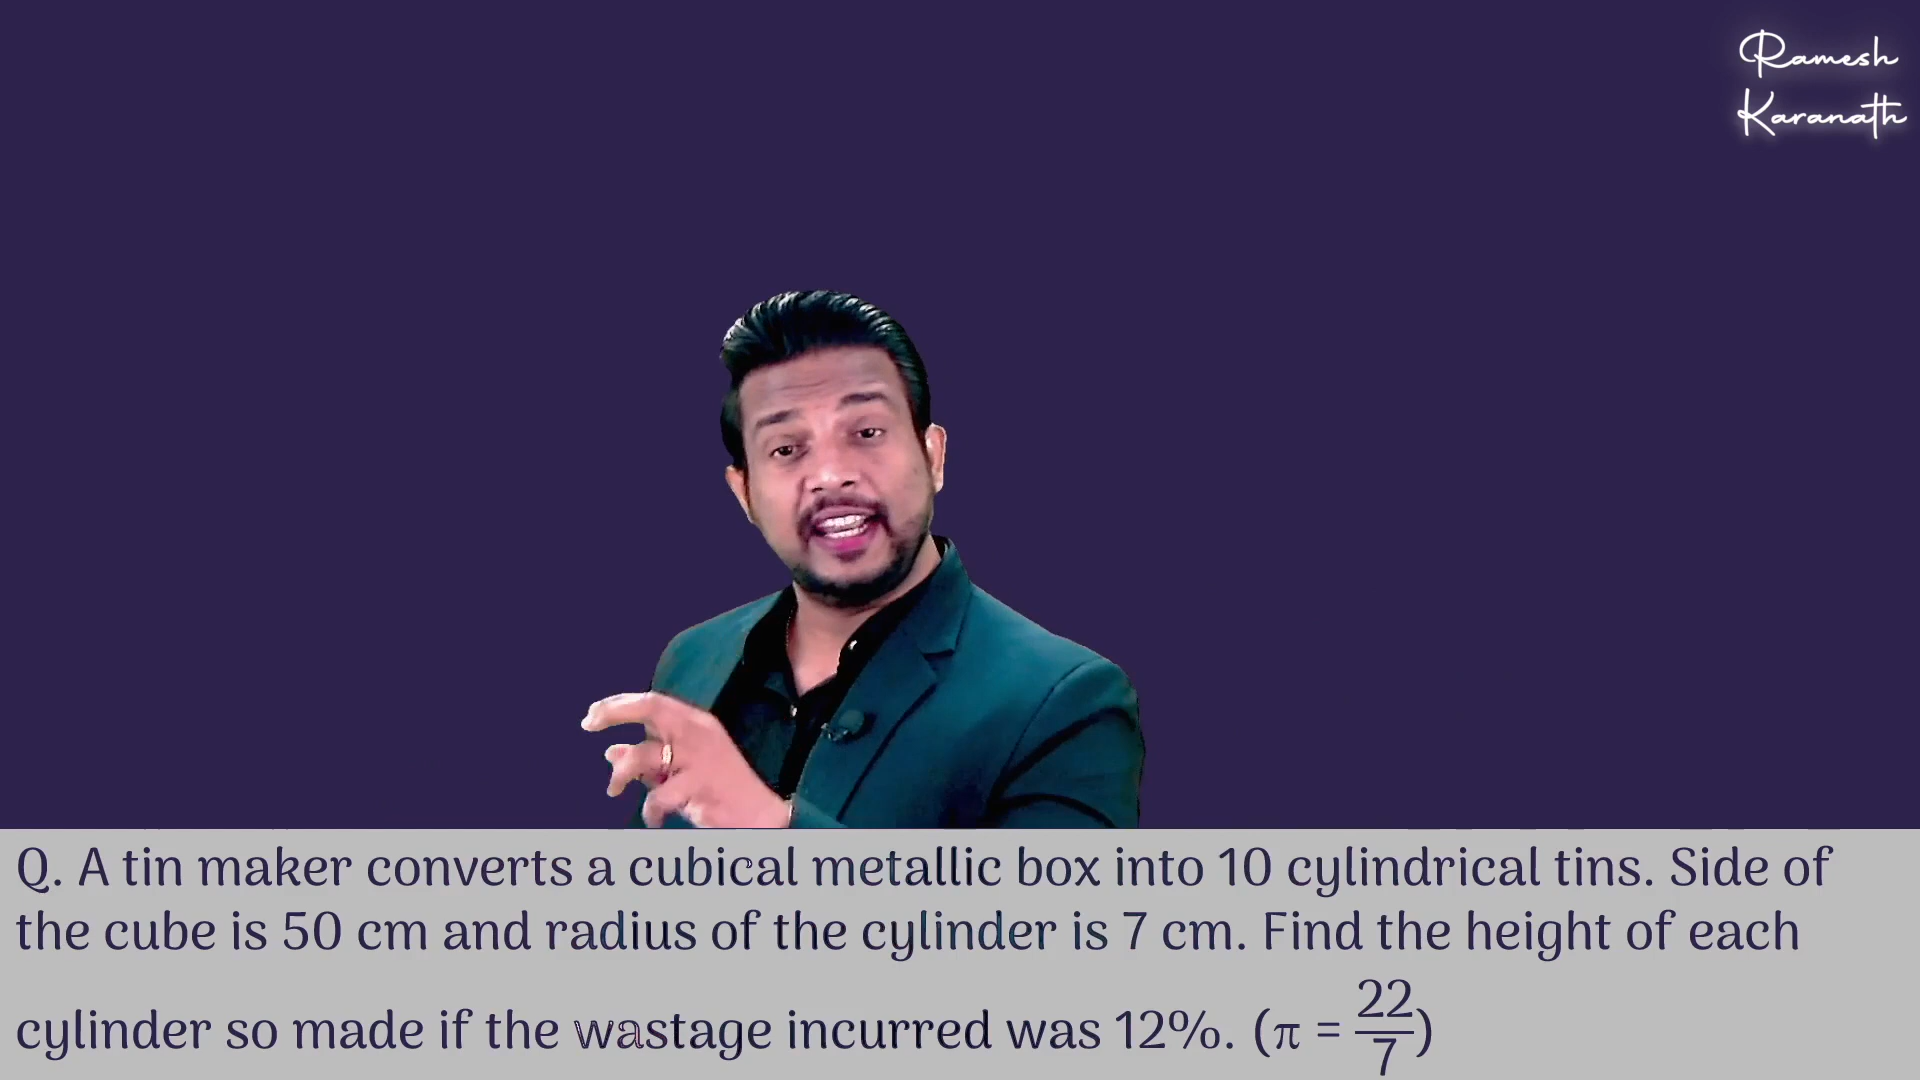 Ramesh
Karanath
Q. A tin maker converts a cubical metallic box into 10 cylindrical tins. Side of
the cube is 50 cm and radius of the cylinder is 7 cm. Find the height of each
cylinder so made if the wastage incurred was 12%. (π = 22/7)